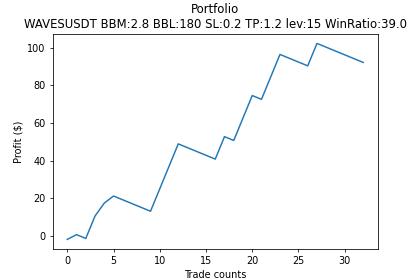 Portfolio
WAVESUSDT BBM:2.8 BBL:180 SL:0.2 TP:1.2 lev:15 WinRatio:39.0
100
80
60
40
20
0
Profit ($)
0 5 10 15 20 25 30
Trade counts